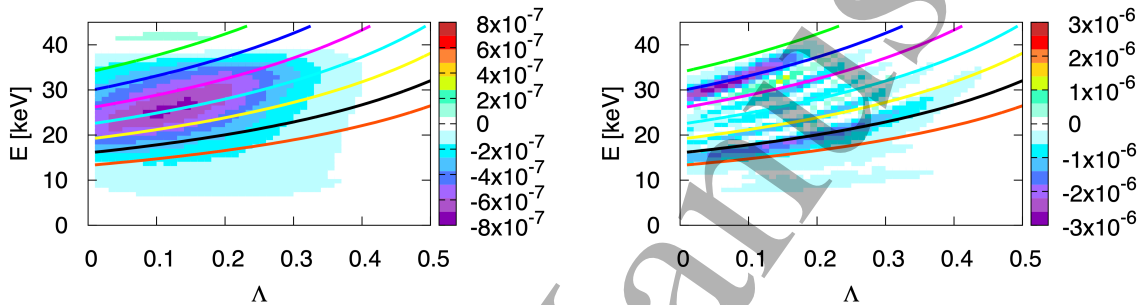 40
30
20
10
0
E [keV]
0
0.1
0.2
0.3
0.4
0.5
Λ
8x10⁻⁷
6x10⁻⁷
4x10⁻⁷
2x10⁻⁷
0
-2x10⁻⁷
-4x10⁻⁷
-6x10⁻⁷
-8x10⁻⁷
40
30
20
10
0
E [keV]
0
0.1
0.2
0.3
0.4
0.5
Λ
3x10⁻⁶
2x10⁻⁶
1x10⁻⁶
0
-1x10⁻⁶
-2x10⁻⁶
-3x10⁻⁶